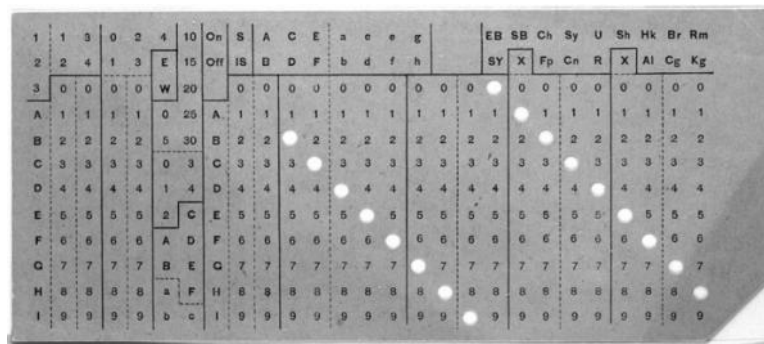 1 1 3 0 2 4 10 On S A C E a c e g EB SB Ch Sy U Sh Hk Br Rm
2 2 4 1 3 E 15 Off IS B D F b d f h SY X Fp Cn R X Al Cg Kg
3 0 0 0 0 W 20 0 0 0 0 0 0 0 0 0 0 0 0 0 0 0 0 0 0
A 1 1 1 1 0 25 A 1 1 1 1 1 1 1 1 1 1 1 1 1 1 1 1 1 1
B 2 2 2 2 5 30 B 2 2 2 2 2 2 2 2 2 2 2 2 2 2 2 2 2
C 3 3 3 3 0 3 C 3 3 3 3 3 3 3 3 3 3 3 3 3 3 3 3 3
D 4 4 4 4 1 4 D 4 4 4 4 4 4 4 4 4 4 4 4 4 4 4 4 4
E 5 5 5 5 2 C E 5 5 5 5 5 5 5 5 5 5 5 5 5 5 5 5 5
F 6 6 6 6 A D F 6 6 6 6 6 6 6 6 6 6 6 6 6 6 6 6 6
G 7 7 7 7 B E G 7 7 7 7 7 7 7 7 7 7 7 7 7 7 7 7 7
H 8 8 8 8 a F H 8 8 8 8 8 8 8 8 8 8 8 8 8 8 8 8 8
I 9 9 9 9 b c I 9 9 9 9 9 9 9 9 9 9 9 9 9 9 9 9 9 9